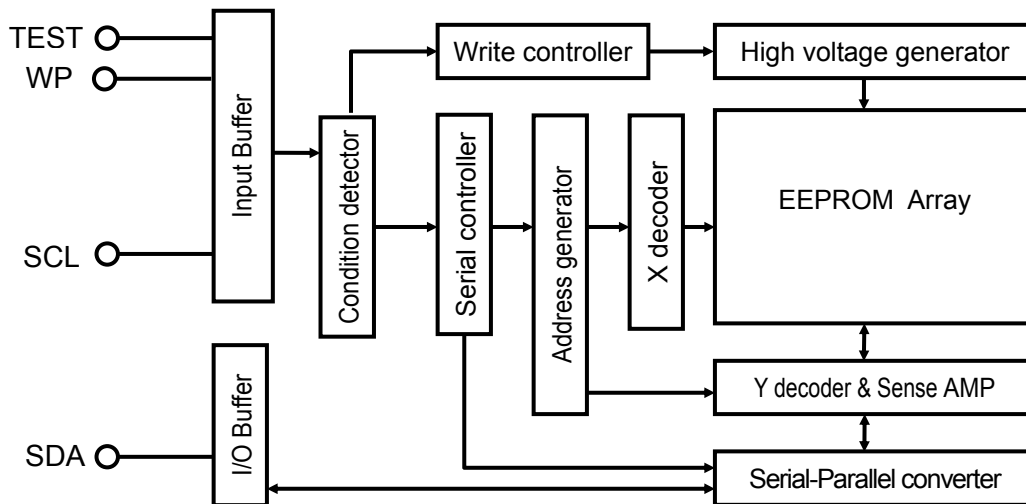 TEST
WP
SCL
SDA
Input Buffer
I/O Buffer
Condition detector
Write controller
High voltage generator
Serial controller
Address generator
X decoder
EEPROM Array
Y decoder & Sense AMP
Serial-Parallel converter